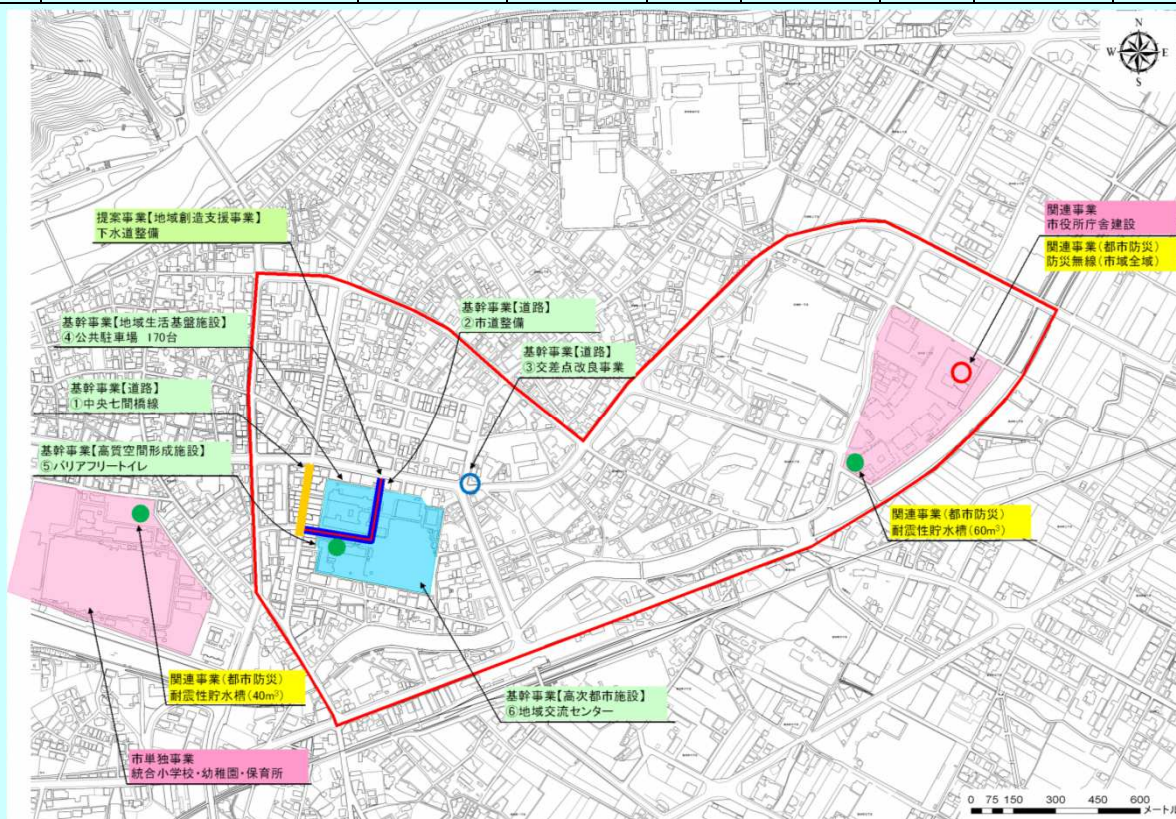 N
W E
S
提案事業【地域創造支援事業】
下水道整備
関連事業
市役所庁舎建設
関連事業(都市防災)
防災無線(市域全域)
基幹事業【地域生活基盤施設】
④公共駐車場 170台
基幹事業【道路】
②市道整備
基幹事業【道路】
③交差点改良事業
基幹事業【道路】
①中央七間橋線
基幹事業【高質空間形成施設】
⑤バリアフリートイレ
関連事業(都市防災)
耐震性貯水槽(60m³)
関連事業(都市防災)
耐震性貯水槽(40m³)
基幹事業【高次都市施設】
⑥地域交流センター
市単独事業
統合小学校・幼稚園・保育所
0 75 150 300 450 600
メートル